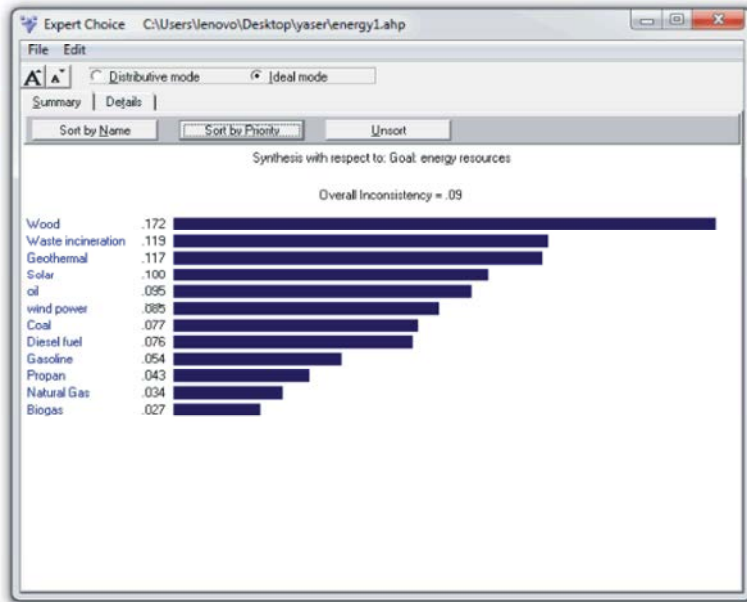 Expert Choice C:\Users\lenovo\Desktop\yaser\energy1.ahp
File Edit
A A Distributive mode Ideal mode
Summary Details
Sort by Name Sort by Priority Unsort
Synthesis with respect to: Goal: energy resources
Overall Inconsistency = .09
Wood .172
Waste incineration .119
Geothermal .117
Solar .100
oil .095
wind power .085
Coal .077
Diesel fuel .076
Gasoline .054
Propan .043
Natural Gas .034
Biogas .027